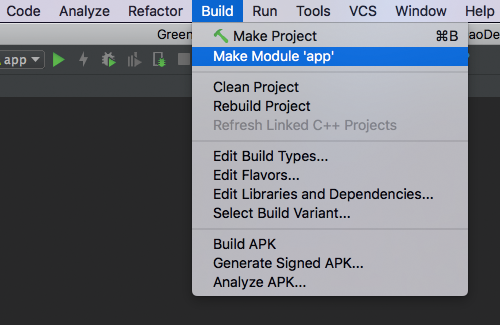 Code Analyze Refactor Build Run Tools VCS Window Help
Green
aoDe
app
Make Project ⌘B
Make Module 'app'
Clean Project
Rebuild Project
Refresh Linked C++ Projects
Edit Build Types...
Edit Flavors...
Edit Libraries and Dependencies...
Select Build Variant...
Build APK
Generate Signed APK...
Analyze APK...